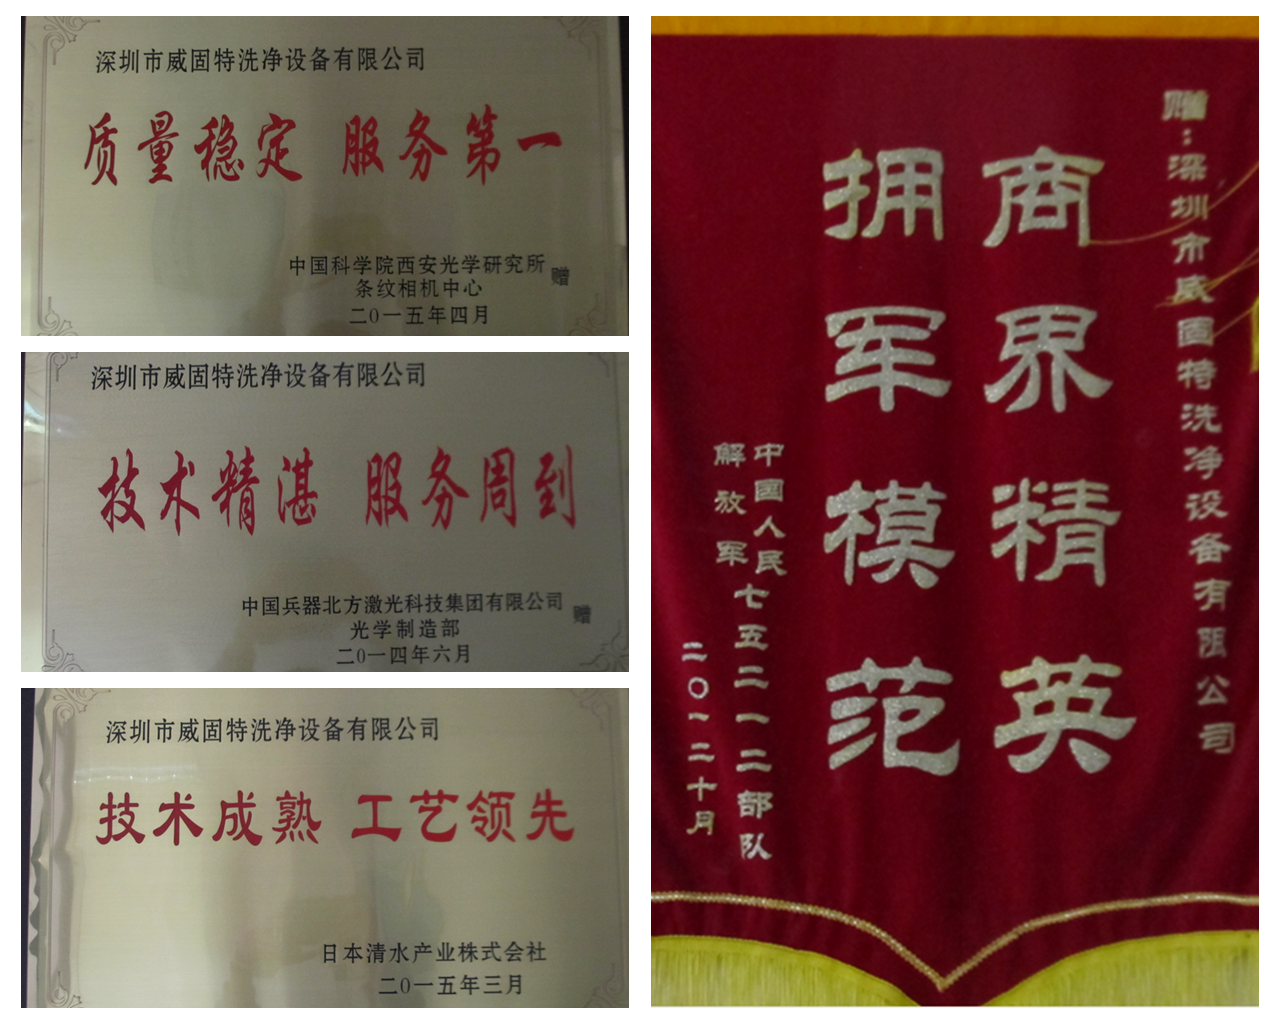 深圳市威固特洗净设备有限公司
质量稳定 服务第一
中国科学院西安光学研究所
条纹相机中心
赠
二0一五年四月
深圳市威固特洗净设备有限公司
技术精湛 服务周到
中国兵器北方激光科技集团有限公司
光学制造部
赠
二0一四年六月
深圳市威固特洗净设备有限公司
技术成熟 工艺领先
日本清水产业株式会社
二0一五年三月
赠：深圳市威固特洗净设备有限公司
商界精英
拥军模范
中国人民
解放军
七五二一二部队
二〇一二十月